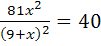 81x²/(9+x)² = 40